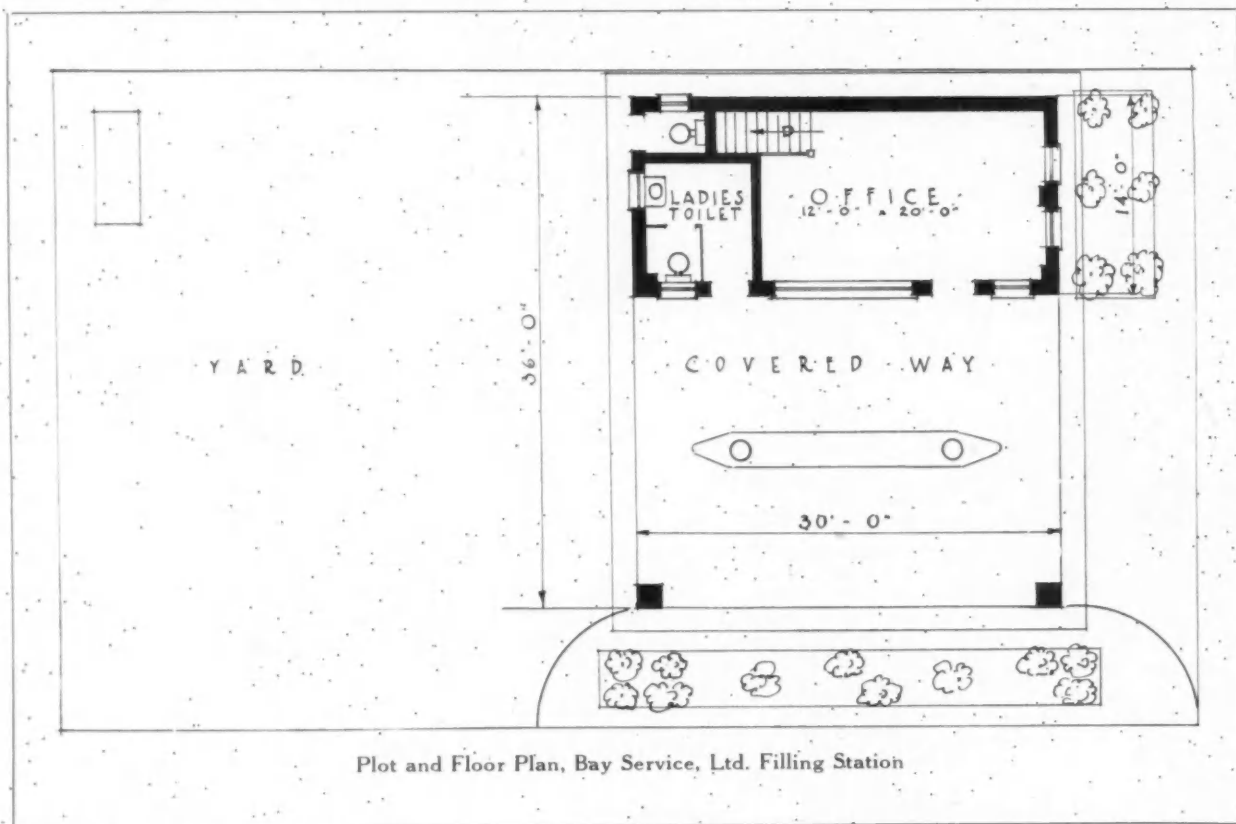 LADIES
TOILET
OFFICE
12'-0" x 20'-0"
14'-0"
36'-0"
YARD
COVERED WAY
D
30'-0"
Plot and Floor Plan, Bay Service, Ltd. Filling Station